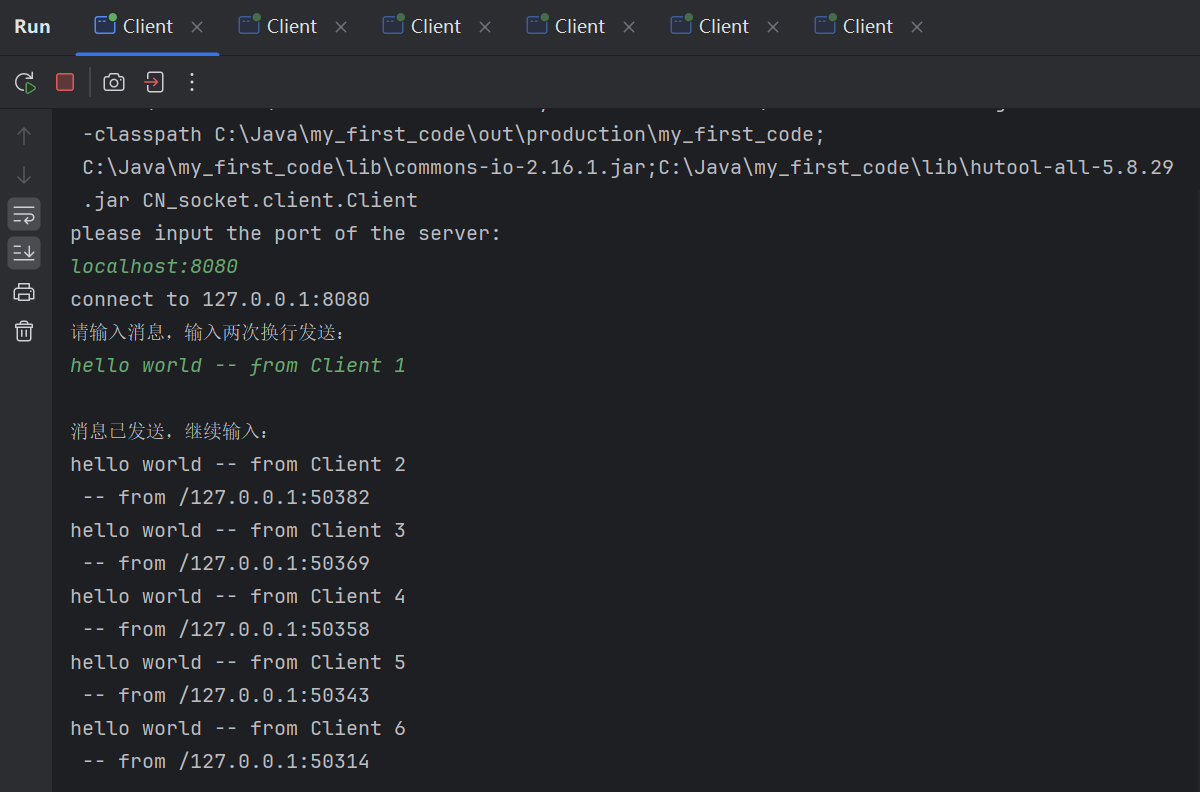 Run Client Client Client Client Client Client
-classpath C:\Java\my_first_code\out\production\my_first_code;
C:\Java\my_first_code\lib\commons-io-2.16.1.jar;C:\Java\my_first_code\lib\hutool-all-5.8.29
.jar CN_socket.client.Client
please input the port of the server:
localhost:8080
connect to 127.0.0.1:8080
请输入消息，输入两次换行发送：
hello world -- from Client 1
消息已发送，继续输入：
hello world -- from Client 2
-- from /127.0.0.1:50382
hello world -- from Client 3
-- from /127.0.0.1:50369
hello world -- from Client 4
-- from /127.0.0.1:50358
hello world -- from Client 5
-- from /127.0.0.1:50343
hello world -- from Client 6
-- from /127.0.0.1:50314